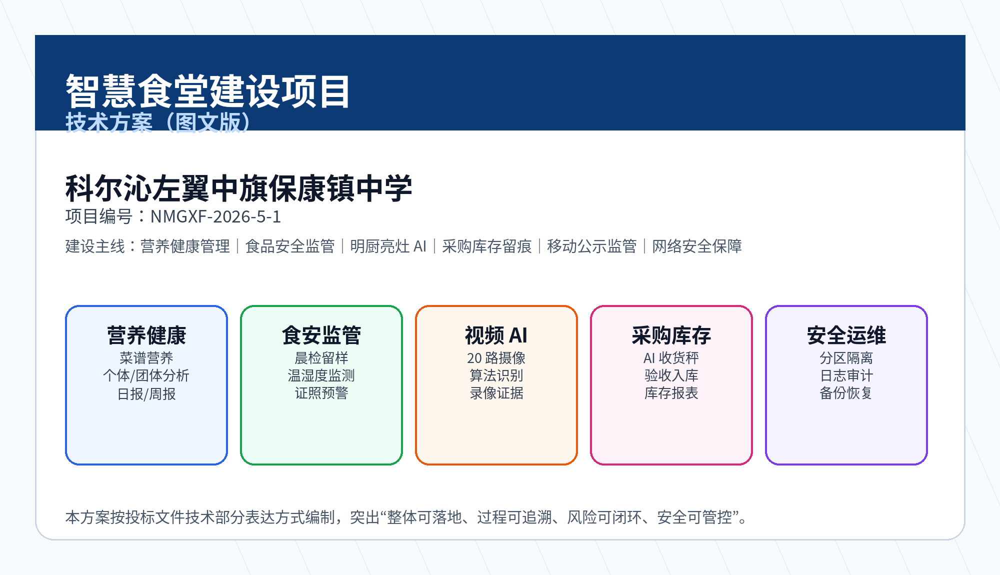 智慧食堂建设项目
技术方案（图文版）
科尔沁左翼中旗保康镇中学
项目编号：NMGXF-2026-5-1
建设主线：营养健康管理｜食品安全监管｜明厨亮灶 AI｜采购库存留痕｜移动公示监管｜网络安全保障
营养健康
菜谱营养
个体/团体分析
日报/周报
食安监管
晨检留样
温湿度监测
证照预警
视频 AI
20 路摄像
算法识别
录像证据
采购库存
AI 收货秤
验收入库
库存报表
安全运维
分区隔离
日志审计
备份恢复
本方案按投标文件技术部分表达方式编制，突出“整体可落地、过程可追溯、风险可闭环、安全可管控”。